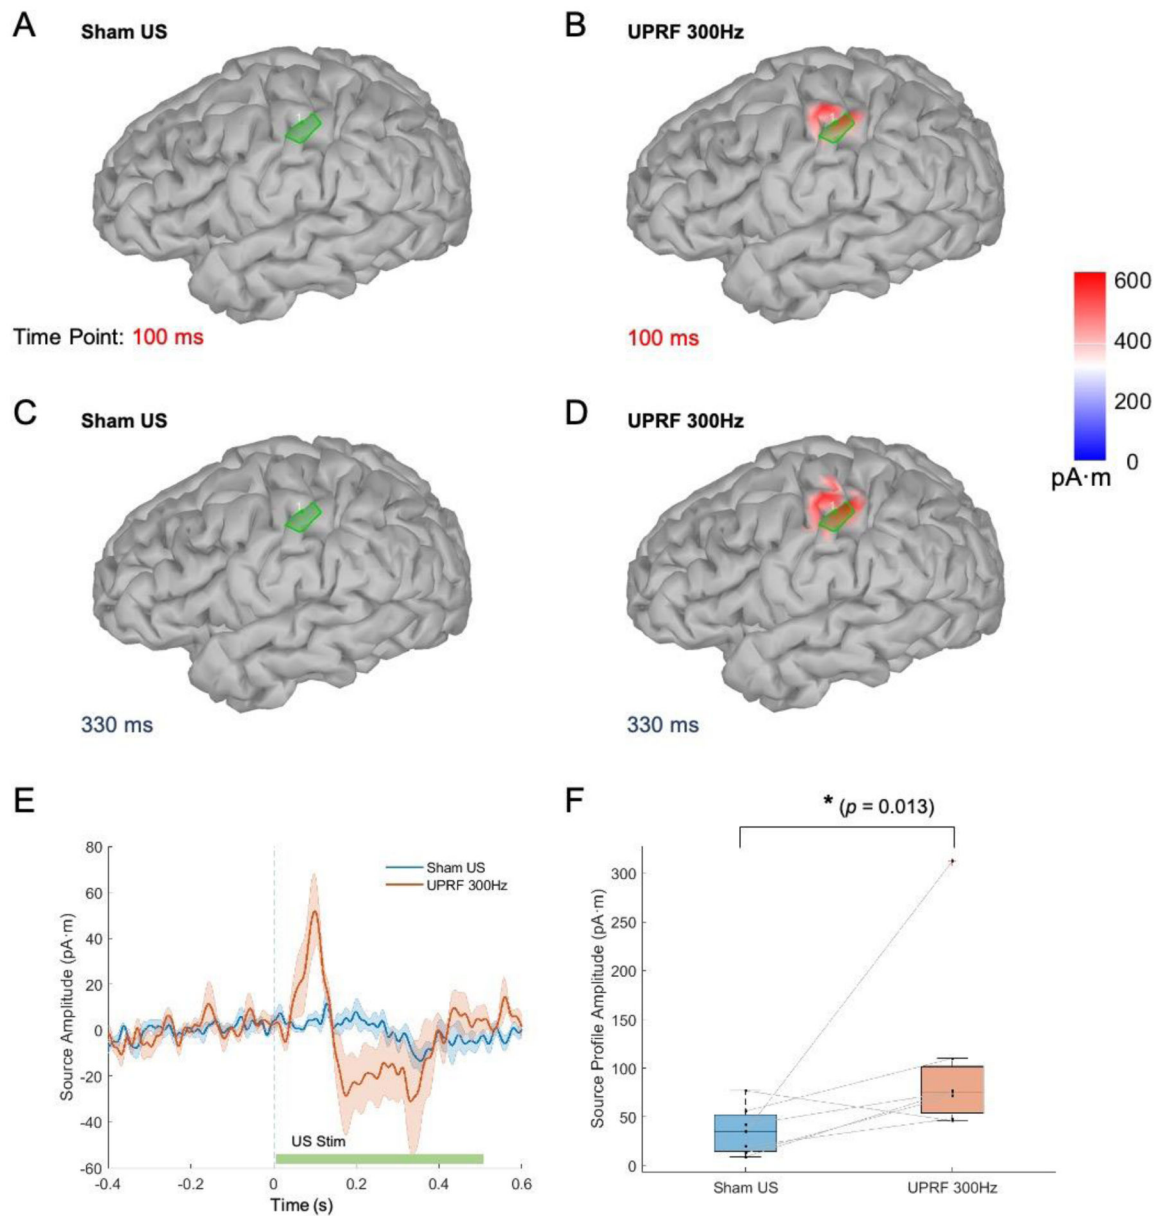 A Sham US
B UPRF 300Hz
Time Point: 100 ms
100 ms
600
400
200
0
pA·m
C Sham US
D UPRF 300Hz
330 ms
330 ms
E
80
60
40
20
0
-20
-40
-60
Source Amplitude (pA·m)
Sham US
UPRF 300Hz
US Stim
-0.4 -0.2 0 0.2 0.4 0.6
Time (s)
F
* (p = 0.013)
300
250
200
150
100
50
0
Source Profile Amplitude (pA·m)
Sham US UPRF 300Hz